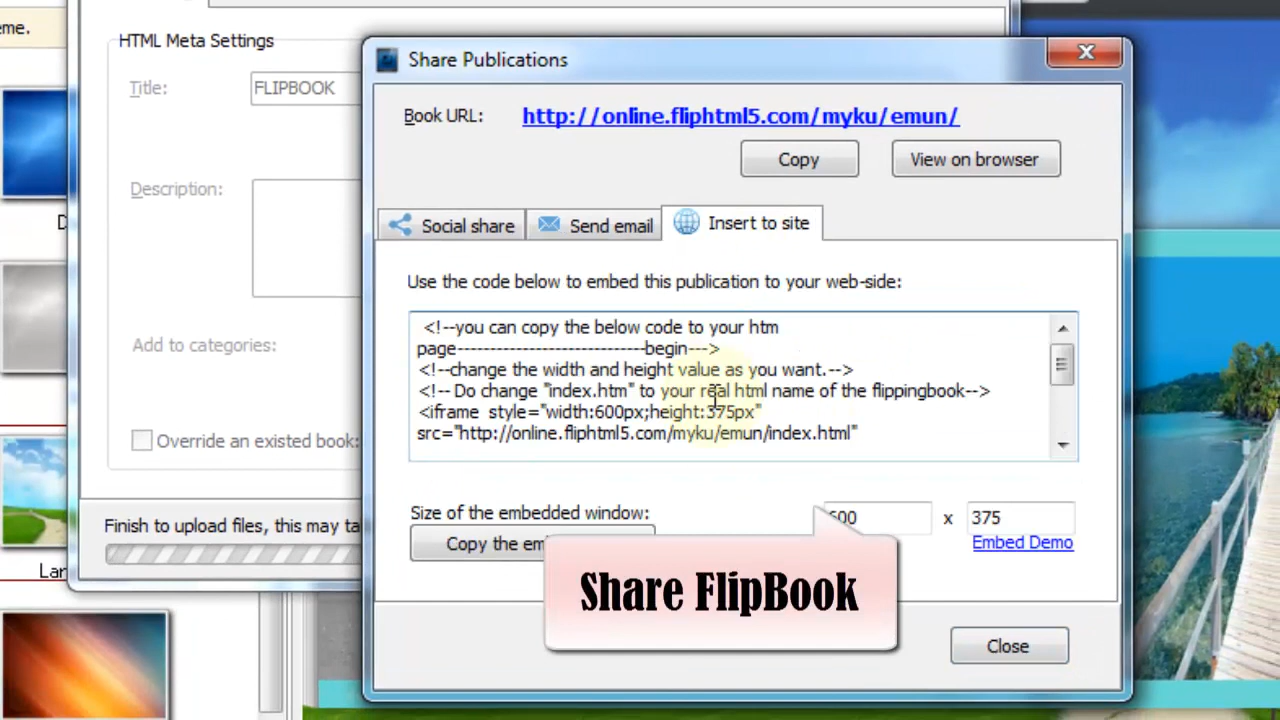 eme.
HTML Meta Settings
Title:
FLIPBOOK
Description:
Add to categories:
Override an existed book:
Finish to upload files, this may ta
D
Lar
Share Publications
Book URL:
http://online.fliphtml5.com/myku/emun/
Copy
View on browser
Social share
Send email
Insert to site
Use the code below to embed this publication to your web-side:
<!--you can copy the below code to your htm
page----------------------------begin--->
<!--change the width and height value as you want.-->
<!-- Do change "index.htm" to your real html name of the flippingbook-->
<iframe  style="width:600px;height:375px"
src="http://online.fliphtml5.com/myku/emun/index.html"
Size of the embedded window:
600 x 375
Copy the em
Embed Demo
Share FlipBook
Close